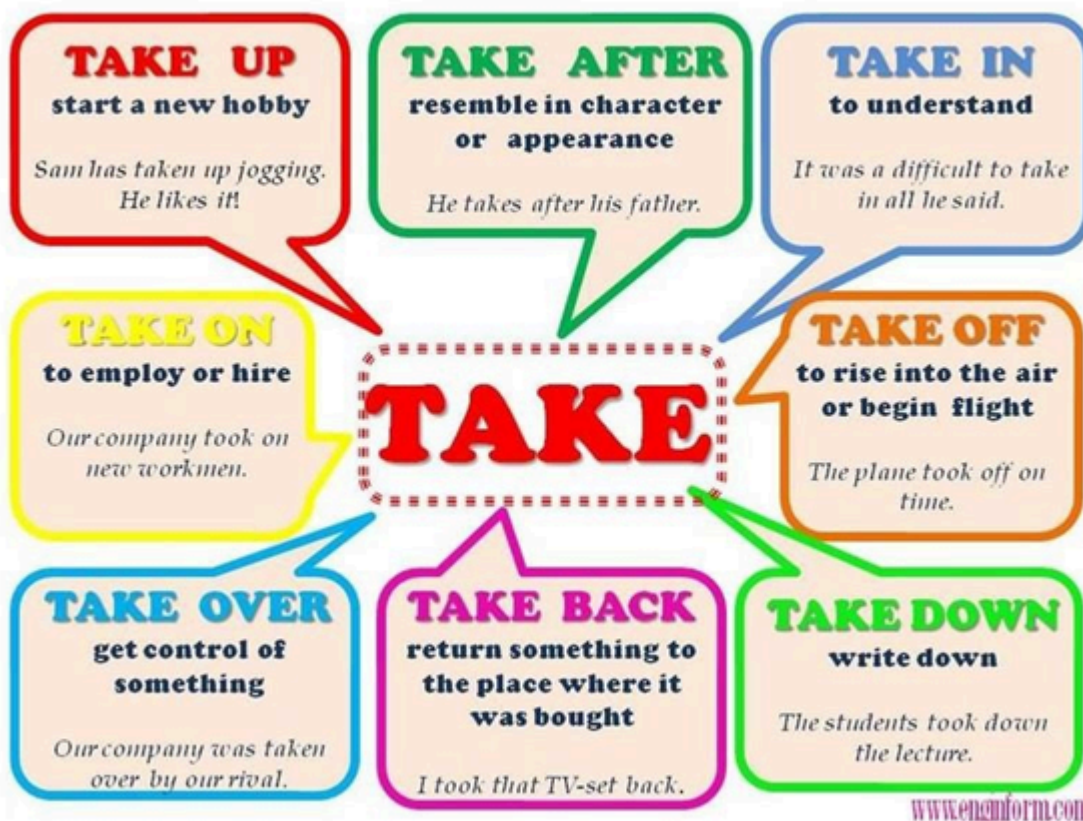 TAKE UP
start a new hobby
Sam has taken up jogging.
He likes it!
TAKE AFTER
resemble in character
or appearance
He takes after his father.
TAKE IN
to understand
It was a difficult to take
in all he said.
TAKE ON
to employ or hire
Our company took on
new workmen.
TAKE
TAKE OFF
to rise into the air
or begin flight
The plane took off on
time.
TAKE OVER
get control of
something
Our company was taken
over by our rival.
TAKE BACK
return something to
the place where it
was bought
I took that TV-set back.
TAKE DOWN
write down
The students took down
the lecture.
www.enginform.com